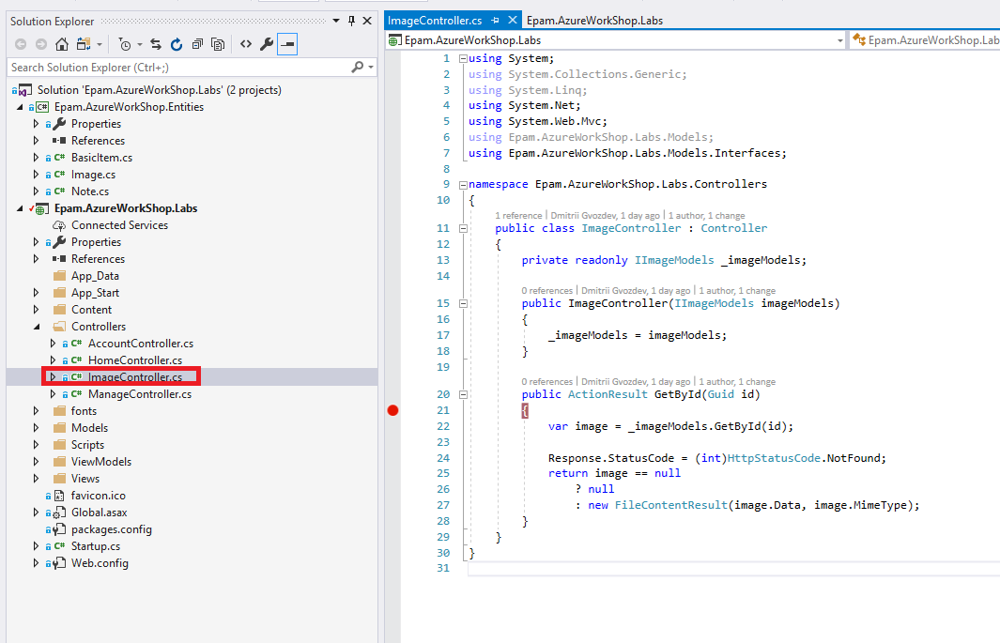 Solution Explorer
Search Solution Explorer (Ctrl+;)
Solution 'Epam.AzureWorkShop.Labs' (2 projects)
Epam.AzureWorkShop.Entities
Properties
References
C# BasicItem.cs
C# Image.cs
C# Note.cs
Epam.AzureWorkShop.Labs
Connected Services
Properties
References
App_Data
App_Start
Content
Controllers
C# AccountController.cs
C# HomeController.cs
C# ImageController.cs
C# ManageController.cs
fonts
Models
Scripts
ViewModels
Views
favicon.ico
Global.asax
packages.config
C# Startup.cs
Web.config
ImageController.cs Epam.AzureWorkShop.Labs
Epam.AzureWorkShop.Labs Epam.AzureWorkShop.Lab
1 using System;
2 using System.Collections.Generic;
3 using System.Linq;
4 using System.Net;
5 using System.Web.Mvc;
6 using Epam.AzureWorkShop.Labs.Models;
7 using Epam.AzureWorkShop.Labs.Models.Interfaces;
8
9 namespace Epam.AzureWorkShop.Labs.Controllers
10 {
1 reference | Dmitrii Gvozdev, 1 day ago | 1 author, 1 change
11 public class ImageController : Controller
12 {
13 private readonly IImageModels _imageModels;
14
0 references | Dmitrii Gvozdev, 1 day ago | 1 author, 1 change
15 public ImageController(IImageModels imageModels)
16 {
17 _imageModels = imageModels;
18 }
19
0 references | Dmitrii Gvozdev, 1 day ago | 1 author, 1 change
20 public ActionResult GetById(Guid id)
21 {
22 var image = _imageModels.GetById(id);
23
24 Response.StatusCode = (int)HttpStatusCode.NotFound;
25 return image == null
26 ? null
27 : new FileContentResult(image.Data, image.MimeType);
28 }
29 }
30 }
31